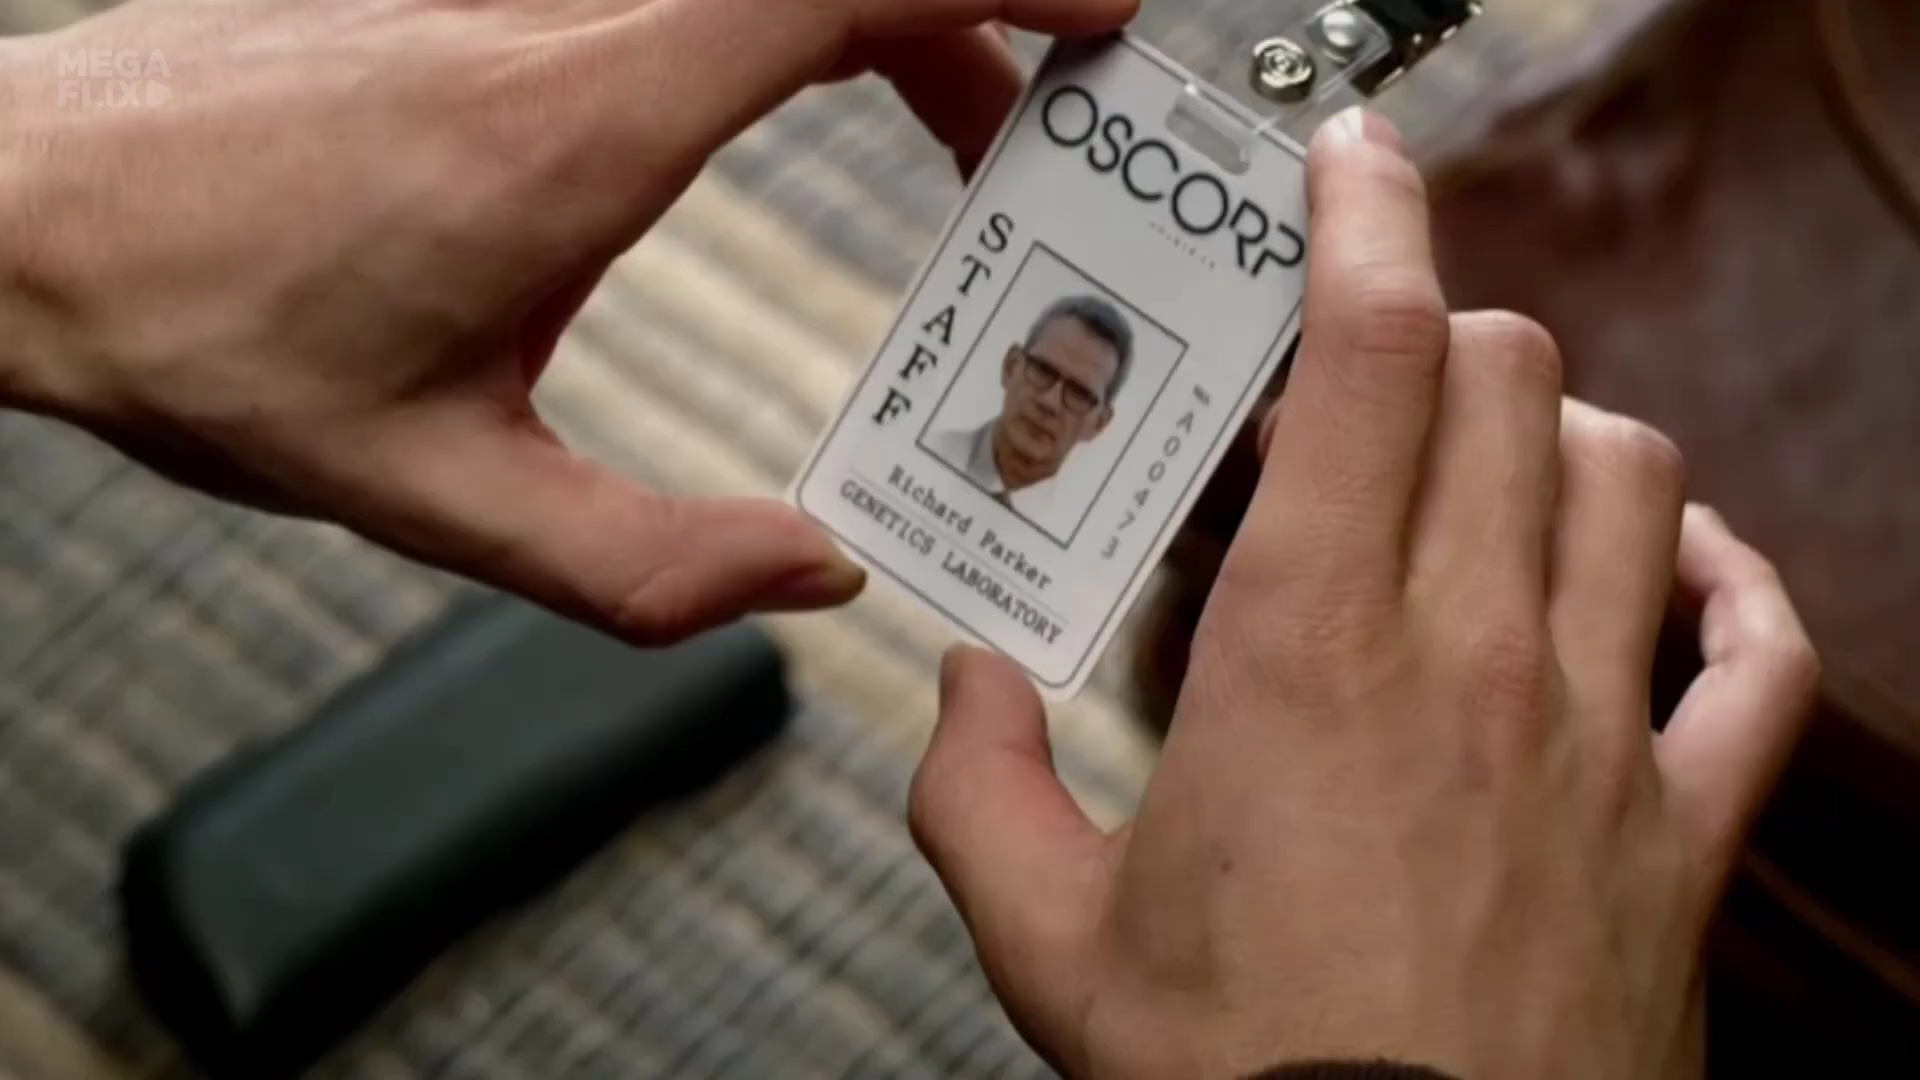 MEGA
FLIX
OSCORP
STAFF
A00473
Richard Parker
GENETICS LABORATORY